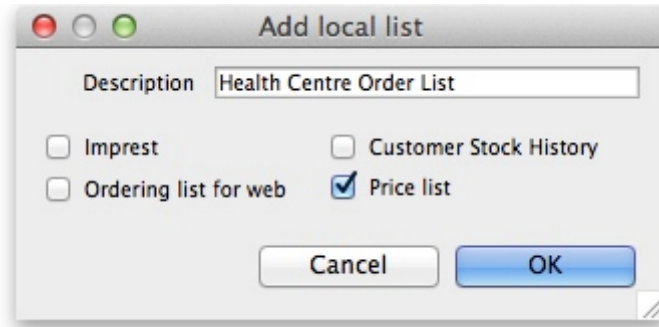 Add local list
Description Health Centre Order List
Imprest Customer Stock History
Ordering list for web Price list
Cancel OK